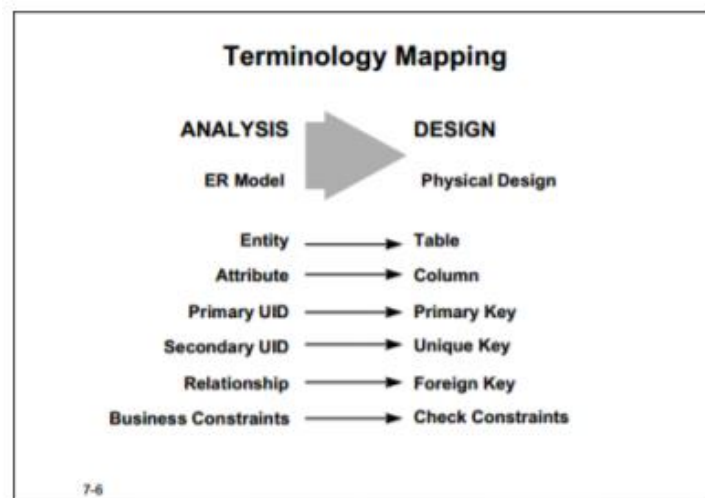 Terminology Mapping
ANALYSIS DESIGN
ER Model Physical Design
Entity Table
Attribute Column
Primary UID Primary Key
Secondary UID Unique Key
Relationship Foreign Key
Business Constraints Check Constraints
7-6